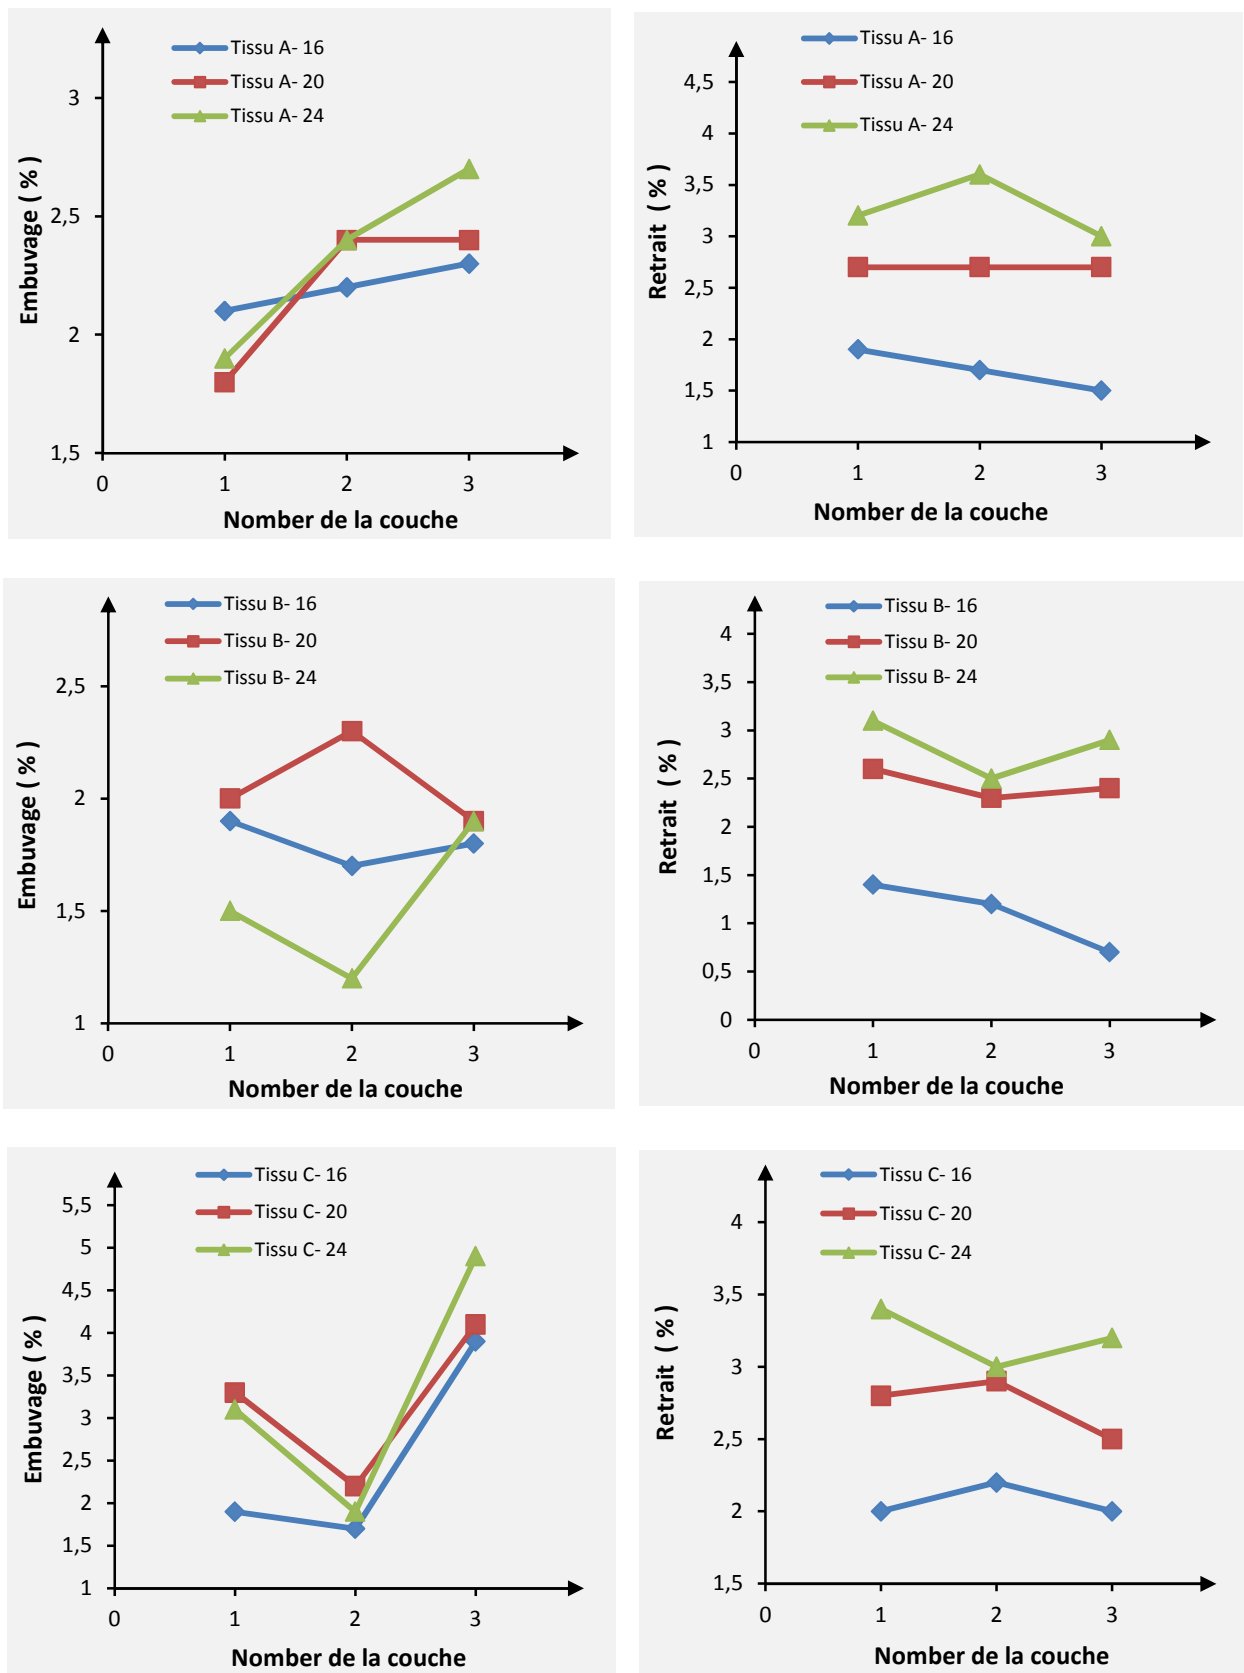 Tissu A- 16
Tissu A- 20
Tissu A- 24
Embuvage ( % )
3
2,5
2
1,5
0 1 2 3
Nomber de la couche
Tissu A- 16
Tissu A- 20
Tissu A- 24
Retrait ( % )
4,5
4
3,5
3
2,5
2
1,5
1
0 1 2 3
Nomber de la couche
Tissu B- 16
Tissu B- 20
Tissu B- 24
Embuvage ( % )
2,5
2
1,5
1
0 1 2 3
Nomber de la couche
Tissu B- 16
Tissu B- 20
Tissu B- 24
Retrait ( % )
4
3,5
3
2,5
2
1,5
1
0,5
0
0 1 2 3
Nomber de la couche
Tissu C- 16
Tissu C- 20
Tissu C- 24
Embuvage ( % )
5,5
5
4,5
4
3,5
3
2,5
2
1,5
1
0 1 2 3
Nomber de la couche
Tissu C- 16
Tissu C- 20
Tissu C- 24
Retrait ( % )
4
3,5
3
2,5
2
1,5
0 1 2 3
Nomber de la couche